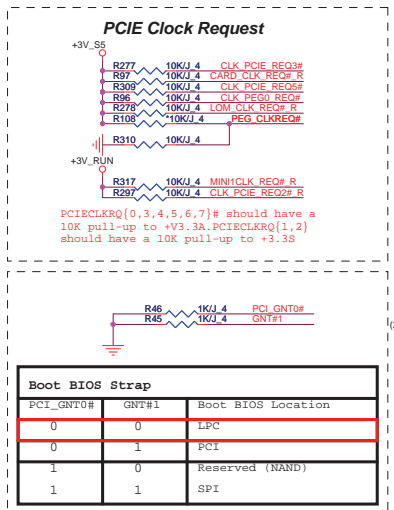 PCIE Clock Request
+3V_S5
R277 10K/J_4 CLK_PCIE_REQ3#
R97 10K/J_4 CARD_CLK_REQ#_R
R309 10K/J_4 CLK_PCIE_REQ5#
R96 10K/J_4 CLK_PEG0_REQ#
R278 10K/J_4 LOM_CLK_REQ#_R
R108 *10K/J_4 PEG_CLKREQ#
R310 10K/J_4
+3V_RUN
R317 10K/J_4 MINI1CLK_REQ#_R
R297 10K/J_4 CLK_PCIE_REQ2#_R
PCIECLKRQ{0,3,4,5,6,7}# should have a
10K pull-up to +V3.3A.PCIECLKRQ{1,2}
should have a 10K pull-up to +3.3S
R46 1K/J_4 PCI_GNT0#
R45 1K/J_4 GNT#1
Boot BIOS Strap
PCI_GNT0# GNT#1 Boot BIOS Location
0 0 LPC
0 1 PCI
1 0 Reserved (NAND)
1 1 SPI